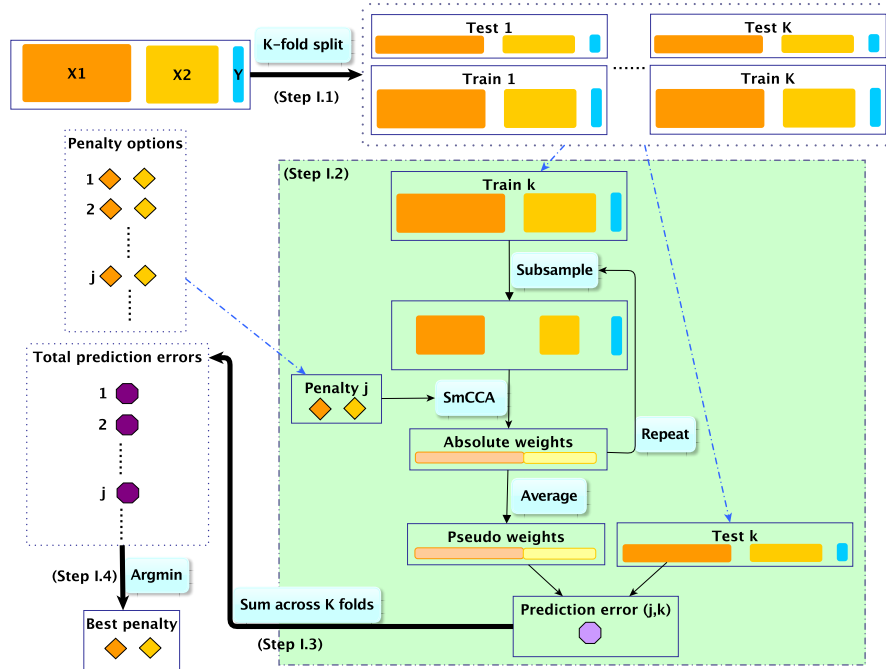 K-fold split
(Step I.1)
X1
X2
Y
Test 1
Test K
Train 1
Train K
Penalty options
1
2
j
(Step I.2)
Train k
Subsample
Penalty j
SmCCA
Absolute weights
Repeat
Average
Pseudo weights
Test k
Prediction error (j,k)
Sum across K folds
(Step I.3)
Total prediction errors
1
2
j
(Step I.4)
Argmin
Best penalty